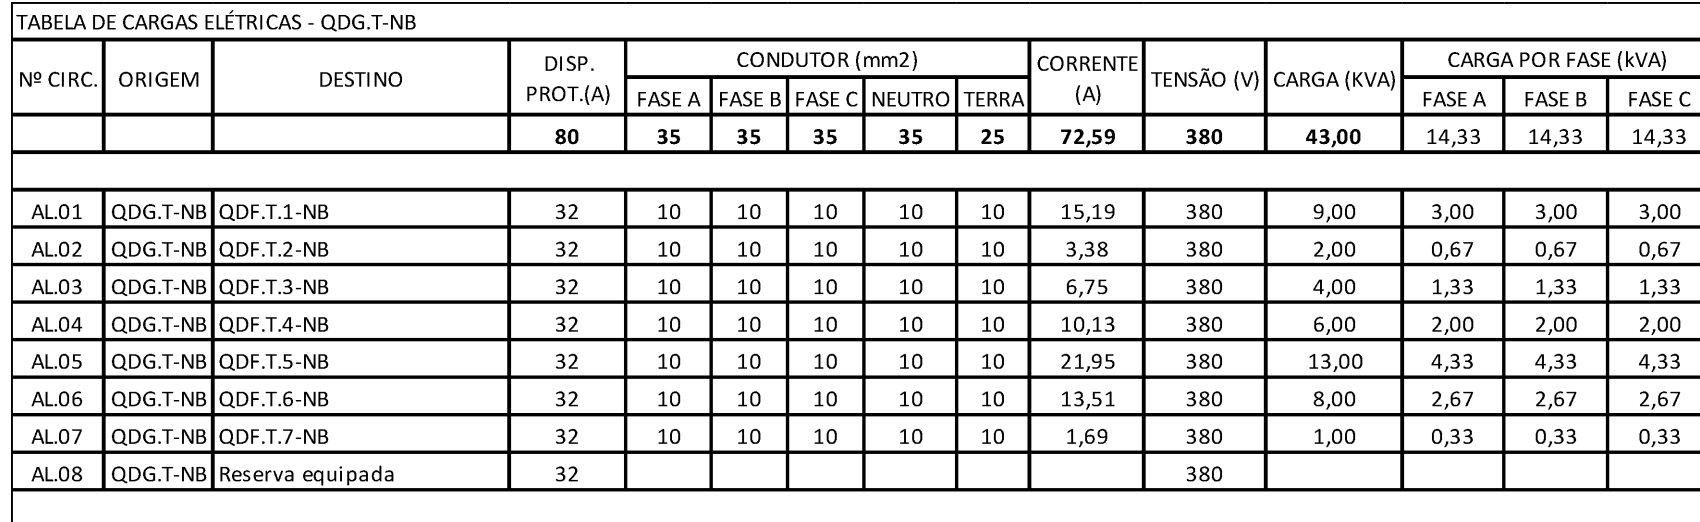 TABELA DE CARGAS ELÉTRICAS - QDG.T-NB
Nº CIRC. ORIGEM DESTINO DISP. PROT.(A) CONDUTOR (mm2) CORRENTE (A) TENSÃO (V) CARGA (KVA) CARGA POR FASE (kVA)
FASE A FASE B FASE C NEUTRO TERRA FASE A FASE B FASE C
80 35 35 35 35 25 72,59 380 43,00 14,33 14,33 14,33
AL.01 QDG.T-NB QDF.T.1-NB 32 10 10 10 10 10 15,19 380 9,00 3,00 3,00 3,00
AL.02 QDG.T-NB QDF.T.2-NB 32 10 10 10 10 10 3,38 380 2,00 0,67 0,67 0,67
AL.03 QDG.T-NB QDF.T.3-NB 32 10 10 10 10 10 6,75 380 4,00 1,33 1,33 1,33
AL.04 QDG.T-NB QDF.T.4-NB 32 10 10 10 10 10 10,13 380 6,00 2,00 2,00 2,00
AL.05 QDG.T-NB QDF.T.5-NB 32 10 10 10 10 10 21,95 380 13,00 4,33 4,33 4,33
AL.06 QDG.T-NB QDF.T.6-NB 32 10 10 10 10 10 13,51 380 8,00 2,67 2,67 2,67
AL.07 QDG.T-NB QDF.T.7-NB 32 10 10 10 10 10 1,69 380 1,00 0,33 0,33 0,33
AL.08 QDG.T-NB Reserva equipada 32 380